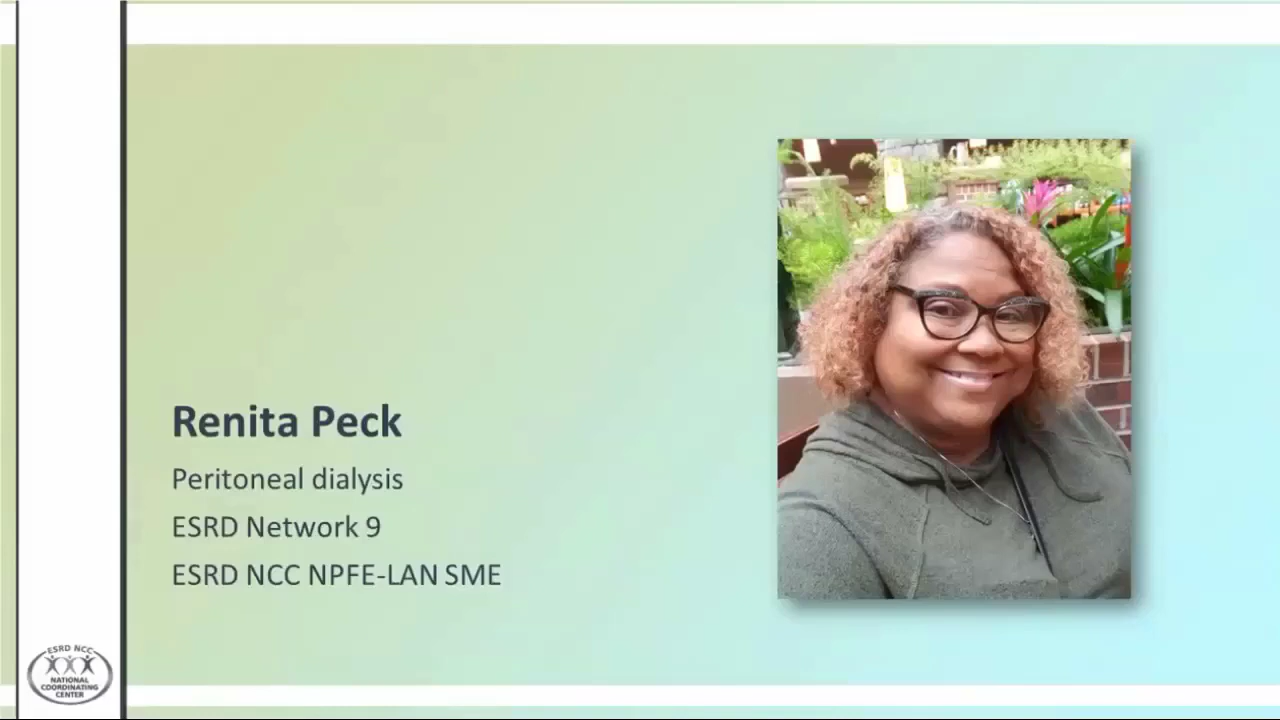 Renita Peck
Peritoneal dialysis
ESRD Network 9
ESRD NCC NPFE-LAN SME
ESRD NCC
NATIONAL
COORDINATING
CENTER